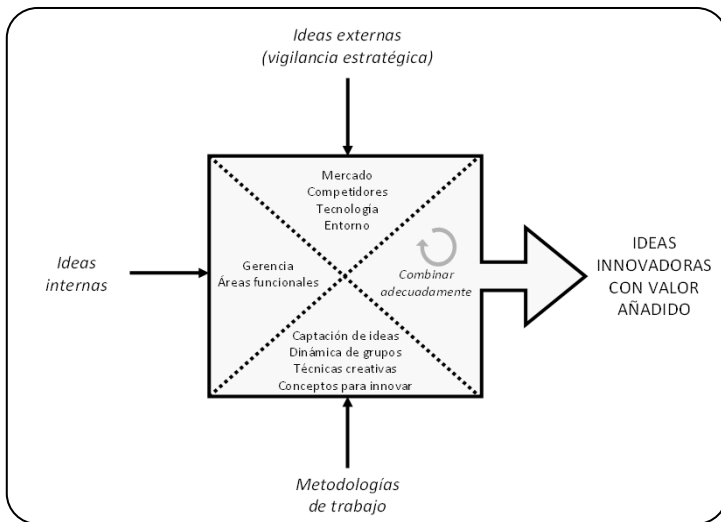 Ideas externas
(vigilancia estratégica)
Mercado
Competidores
Tecnología
Entorno
Ideas
internas
Gerencia
Áreas funcionales
Combinar
adecuadamente
IDEAS
INNOVADORAS
CON VALOR
AÑADIDO
Captación de ideas
Dinámica de grupos
Técnicas creativas
Conceptos para innovar
Metodologías
de trabajo